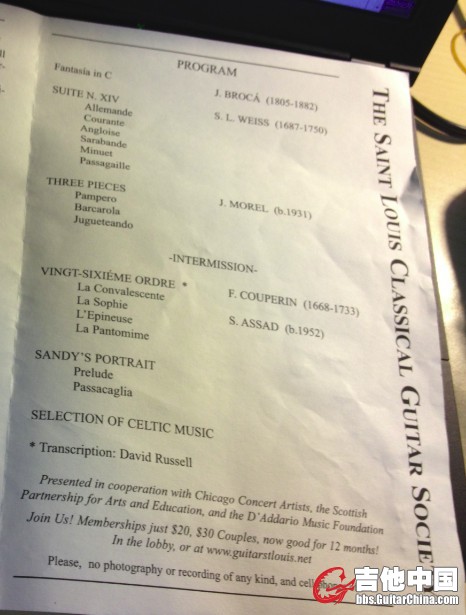 PROGRAM
Fantasia in C
J. BROCÁ (1805-1882)
SUITE N. XIV
S. L. WEISS (1687-1750)
Allemande
Courante
Angloise
Sarabande
Minuet
Passagaille
THREE PIECES
J. MOREL (b.1931)
Pampero
Barcarola
Jugueteando
-INTERMISSION-
VINGT-SIXIÉME ORDRE *
F. COUPERIN (1668-1733)
La Convalescente
La Sophie
S. ASSAD (b.1952)
L'Epineuse
La Pantomime
SANDY'S PORTRAIT
Prelude
Passacaglia
SELECTION OF CELTIC MUSIC
* Transcription: David Russell
Presented in cooperation with Chicago Concert Artists, the Scottish
Partnership for Arts and Education, and the D'Addario Music Foundation
Join Us! Memberships just $20, $30 Couples, now good for 12 months!
In the lobby, or at www.guitarstlouis.net
Please, no photography or recording of any kind, and
THE SAINT LOUIS CLASSICAL GUITAR
吉他中国
bbs.GuitarChina.com